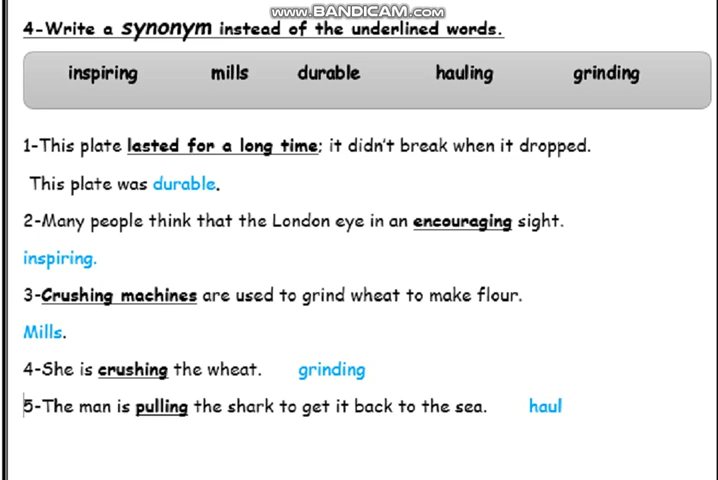 www.BANDICAM.com
4-Write a synonym instead of the underlined words.
inspiring mills durable hauling grinding
1-This plate lasted for a long time; it didn't break when it dropped.
This plate was durable.
2-Many people think that the London eye in an encouraging sight.
inspiring.
3-Crushing machines are used to grind wheat to make flour.
Mills.
4-She is crushing the wheat. grinding
5-The man is pulling the shark to get it back to the sea. haul